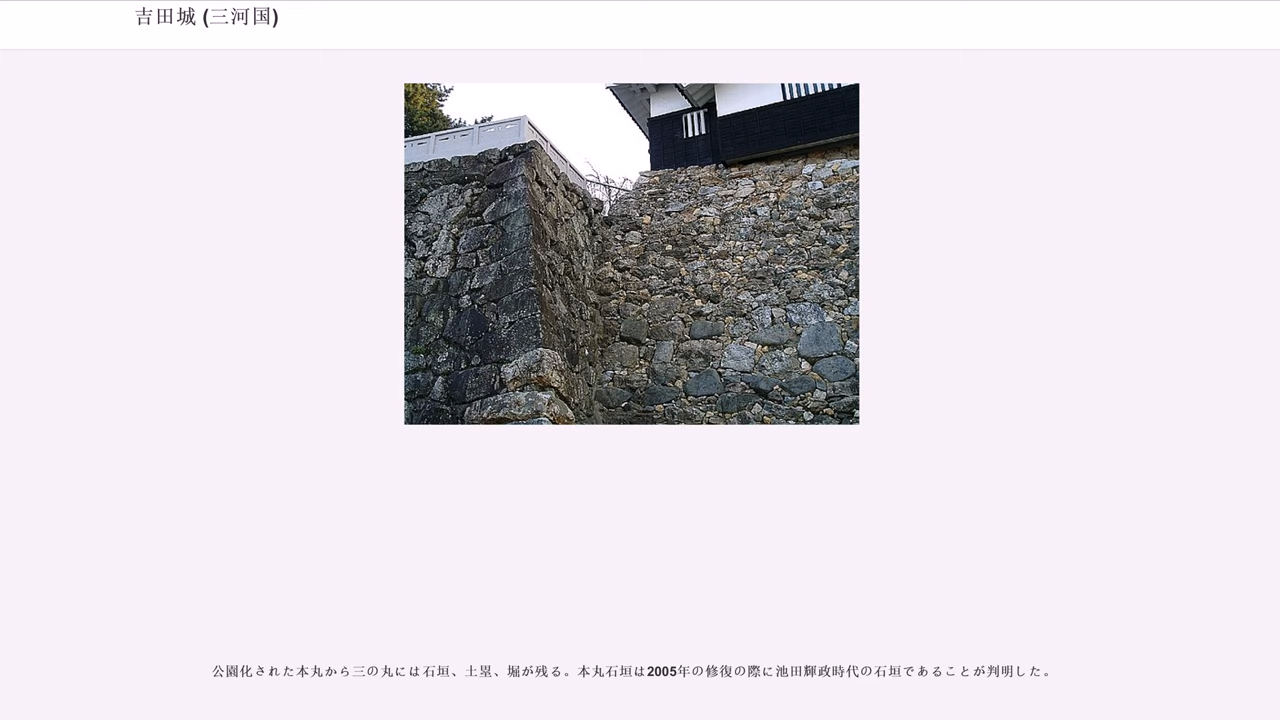 吉田城 (三河国)
公園化された本丸から三の丸には石垣、土塁、堀が残る。本丸石垣は2005年の修復の際に池田輝政時代の石垣であることが判明した。